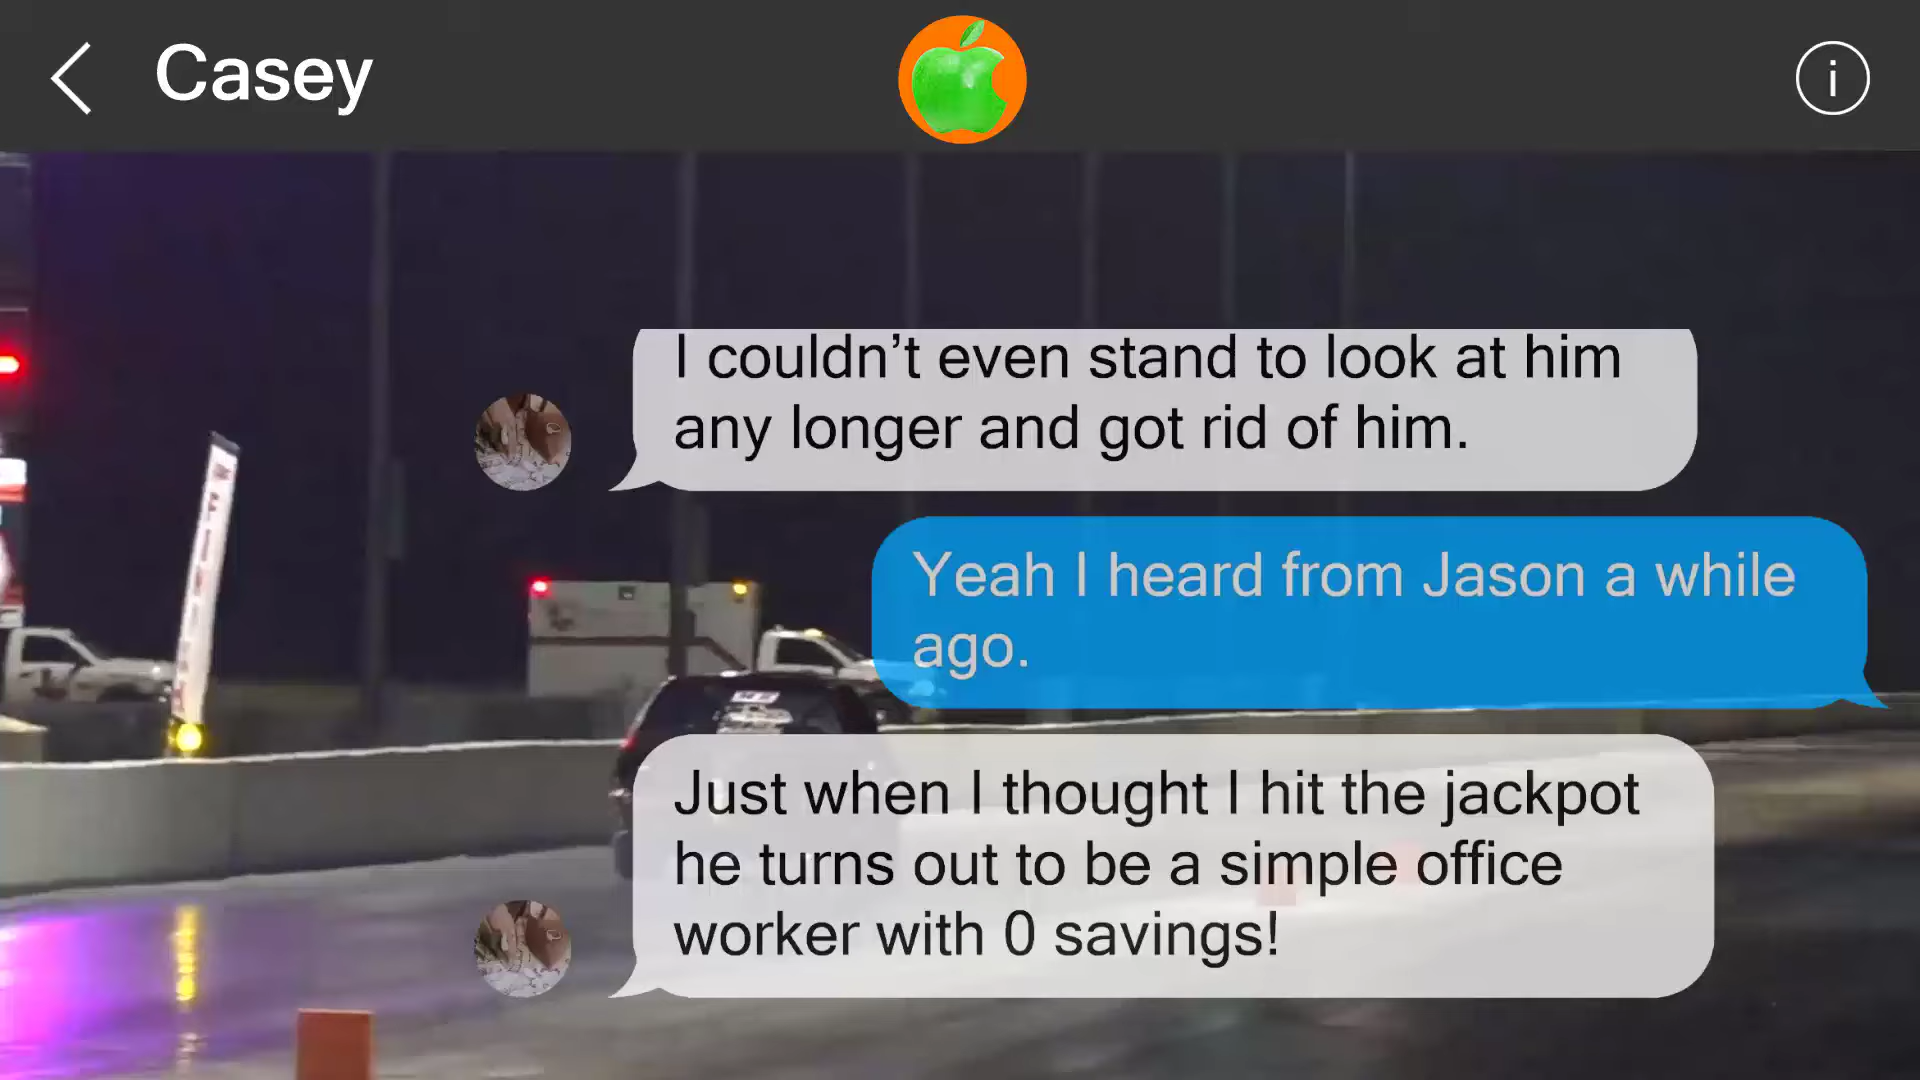 Casey
I couldn’t even stand to look at him
any longer and got rid of him.
Yeah I heard from Jason a while
ago.
Just when I thought I hit the jackpot
he turns out to be a simple office
worker with 0 savings!